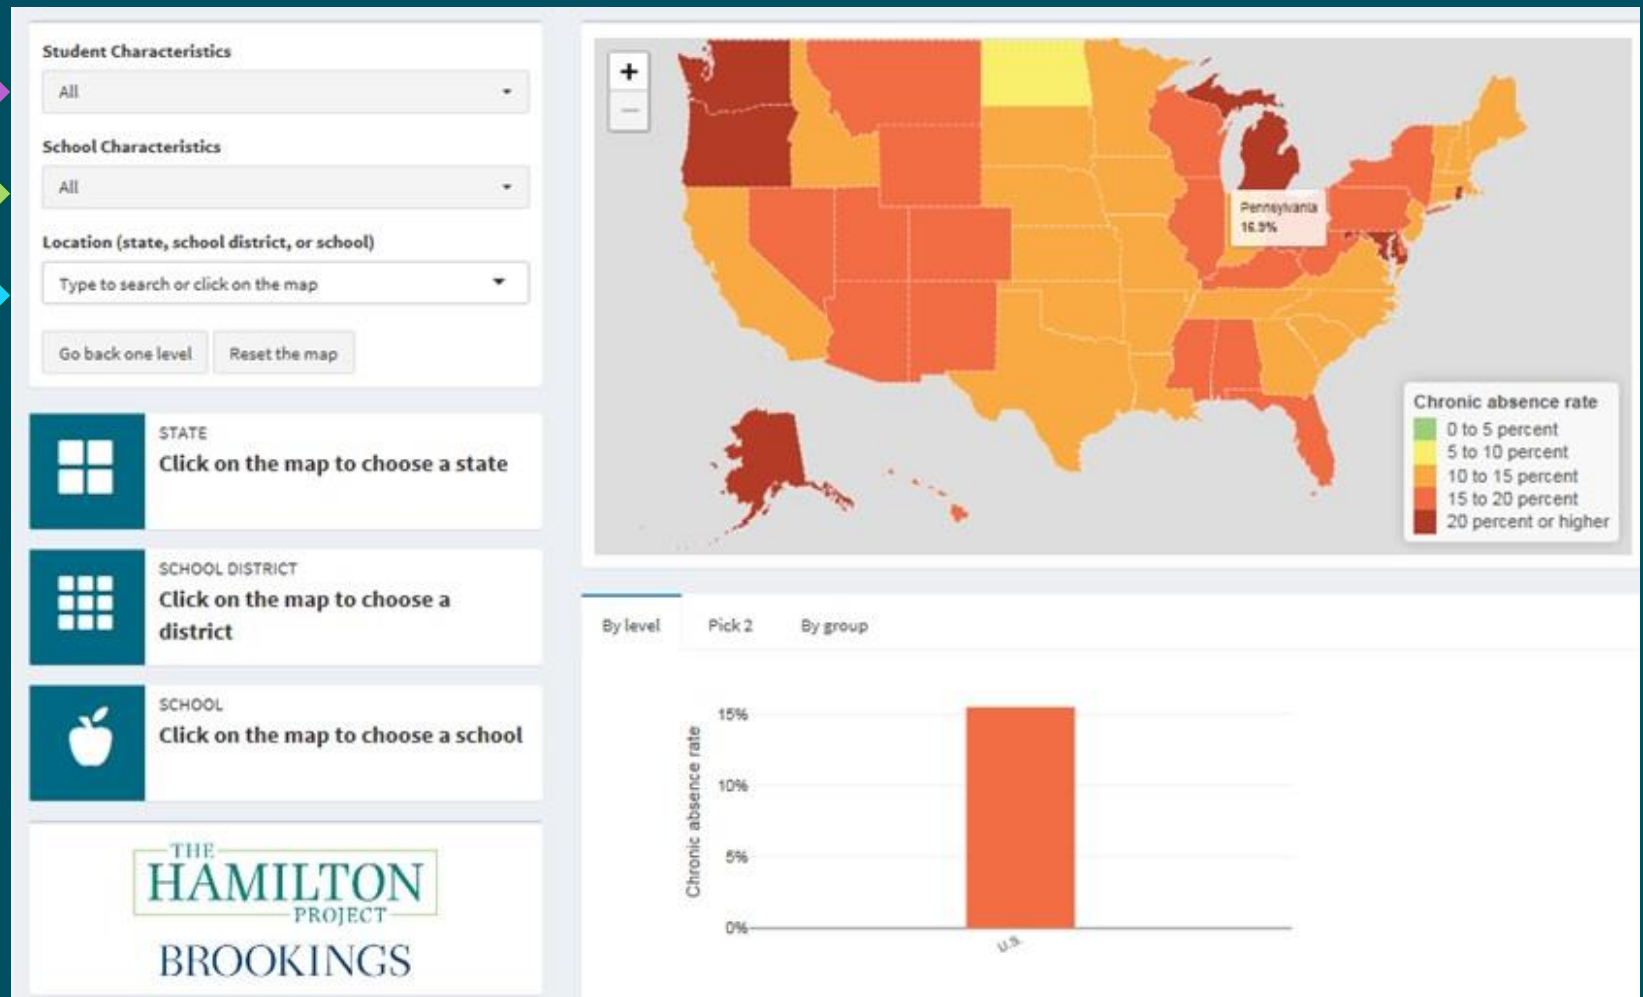 Student Characteristics
All
School Characteristics
All
Location (state, school district, or school)
Type to search or click on the map
Go back one level
Reset the map
STATE
Click on the map to choose a state
SCHOOL DISTRICT
Click on the map to choose a
district
SCHOOL
Click on the map to choose a school
THE
HAMILTON
PROJECT
BROOKINGS
+
−
Pennsylvania
16.9%
Chronic absence rate
0 to 5 percent
5 to 10 percent
10 to 15 percent
15 to 20 percent
20 percent or higher
By level
Pick 2
By group
Chronic absence rate
15%
10%
5%
0%
U.S.